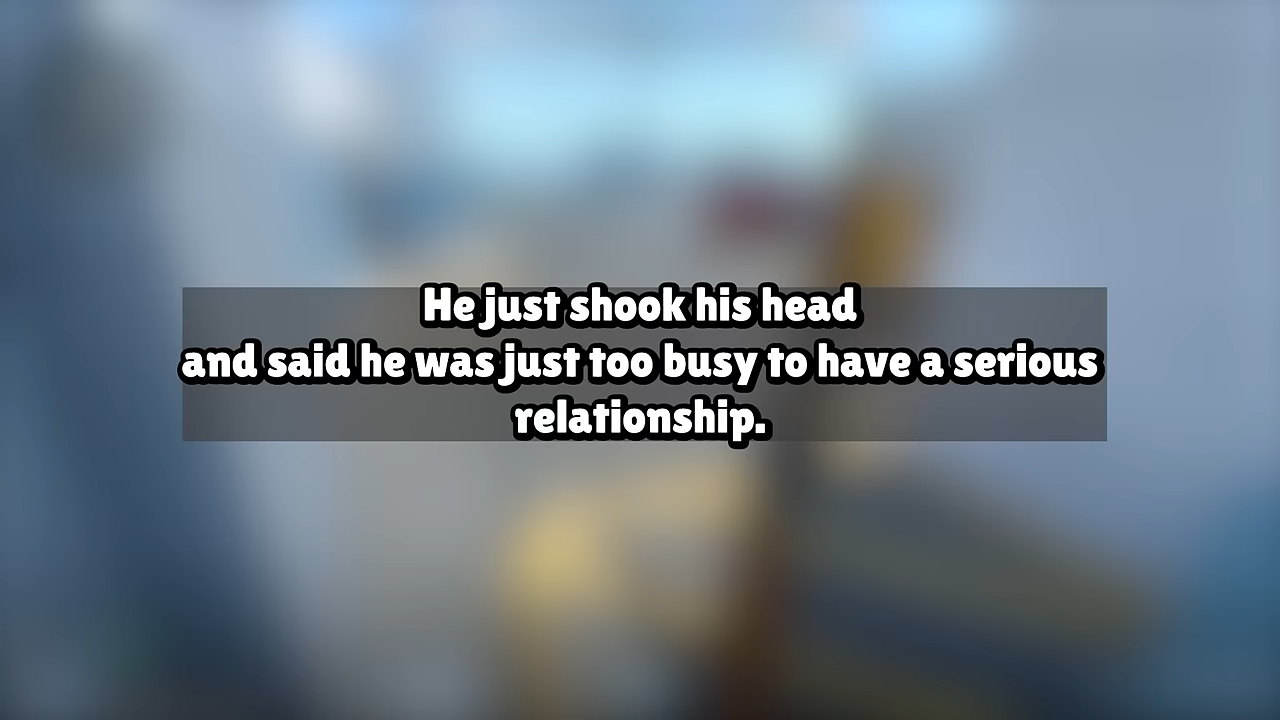 He just shook his head
and said he was just too busy to have a serious
relationship.